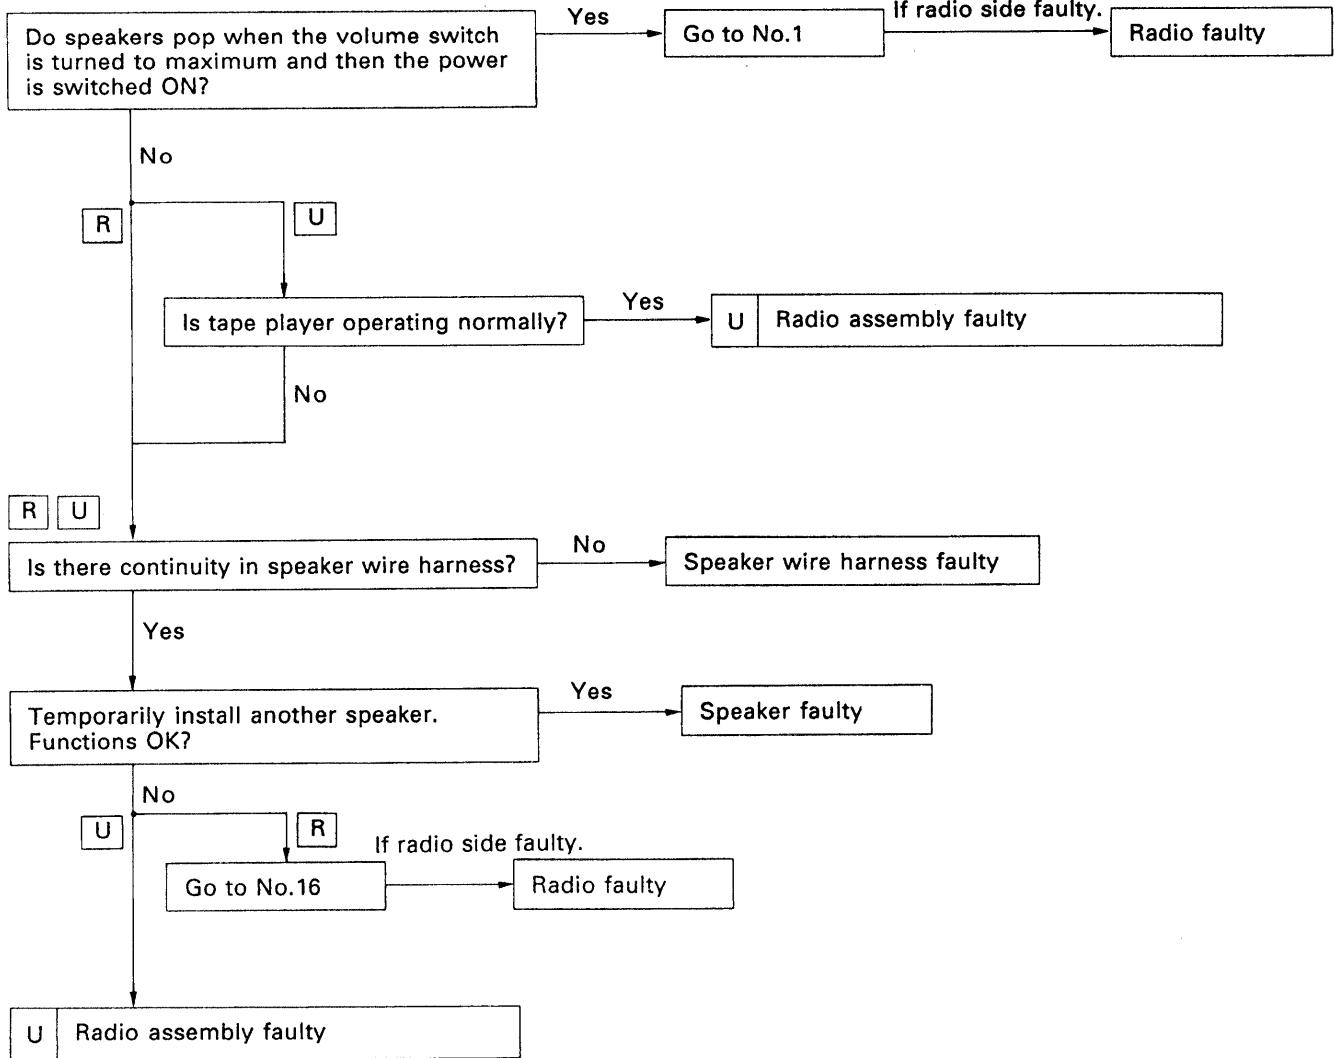 Do speakers pop when the volume switch
is turned to maximum and then the power
is switched ON?
Yes
Go to No.1
If radio side faulty.
Radio faulty
No
R
U
Is tape player operating normally?
Yes
U
Radio assembly faulty
No
R
U
Is there continuity in speaker wire harness?
No
Speaker wire harness faulty
Yes
Temporarily install another speaker.
Functions OK?
Yes
Speaker faulty
No
U
R
If radio side faulty.
Go to No.16
Radio faulty
U
Radio assembly faulty